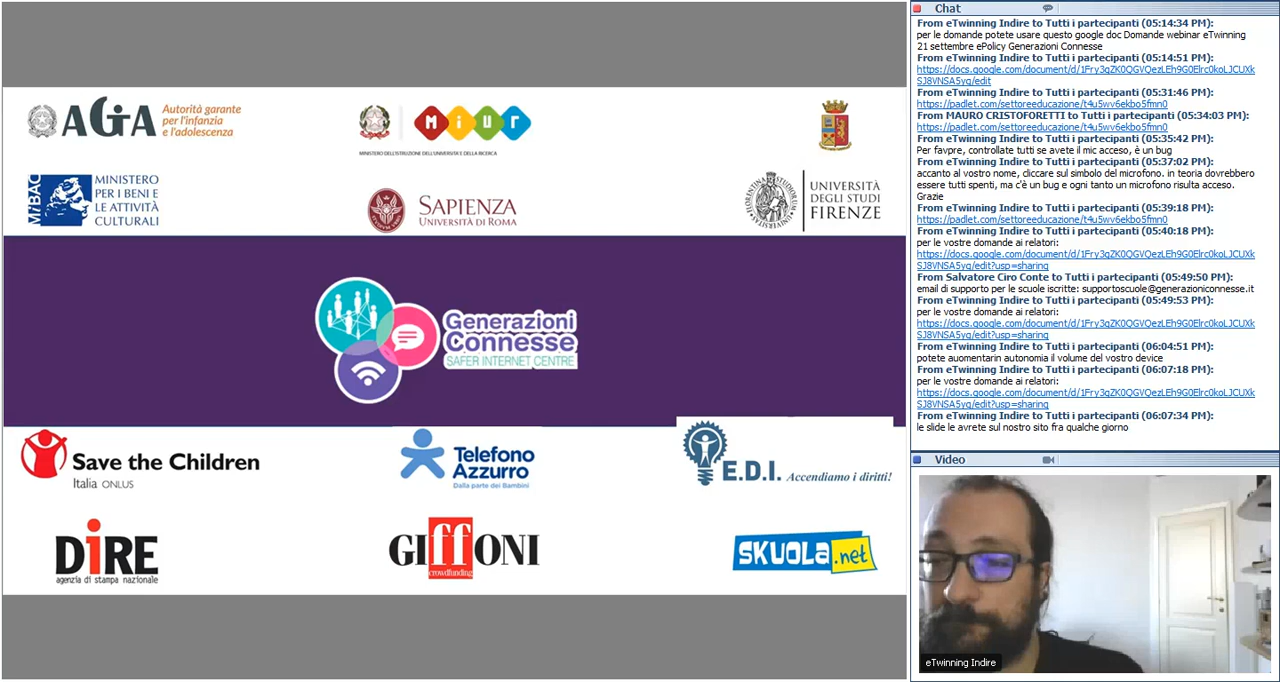 AGIA Autorità garante
per l'infanzia
e l'adolescenza
miur
MINISTERO DELL'ISTRUZIONE DELL'UNIVERSITÀ E DELLA RICERCA
MiBAC
MINISTERO
PER I BENI E
LE ATTIVITÀ
CULTURALI
SAPIENZA
UNIVERSITÀ DI ROMA
UNIVERSITÀ
DEGLI STUDI
FIRENZE
Generazioni
Connesse
SAFER INTERNET CENTRE
Save the Children
Italia ONLUS
Telefono
Azzurro
Dalla parte dei Bambini
E.D.I. Accendiamo i diritti!
DiRE
agenzia di stampa nazionale
GIFFONI
crowdfunding
SKUOLA.net
Chat
From eTwinning Indire to Tutti i partecipanti (05:14:34 PM):
per le domande potete usare questo google doc Domande webinar eTwinning
21 settembre ePolicy Generazioni Connesse
From eTwinning Indire to Tutti i partecipanti (05:14:51 PM):
https://docs.google.com/document/d/1Fry3gZK0QGVQezLEh9G0Elrc0koLJCUXk
SJ8VNSA5yg/edit
From eTwinning Indire to Tutti i partecipanti (05:31:46 PM):
https://padlet.com/settoreeducazione/t4u5wv6ekbo5fmn0
From MAURO CRISTOFORETTI to Tutti i partecipanti (05:34:03 PM):
https://padlet.com/settoreeducazione/t4u5wv6ekbo5fmn0
From eTwinning Indire to Tutti i partecipanti (05:35:42 PM):
Per favpre, controllate tutti se avete il mic acceso, è un bug
From eTwinning Indire to Tutti i partecipanti (05:37:02 PM):
accanto al vostro nome, cliccare sul simbolo del microfono. in teoria dovrebbero
essere tutti spenti, ma c'è un bug e ogni tanto un microfono risulta acceso.
Grazie
From eTwinning Indire to Tutti i partecipanti (05:39:18 PM):
https://padlet.com/settoreeducazione/t4u5wv6ekbo5fmn0
From eTwinning Indire to Tutti i partecipanti (05:40:18 PM):
per le vostre domande ai relatori:
https://docs.google.com/document/d/1Fry3gZK0QGVQezLEh9G0Elrc0koLJCUXk
SJ8VNSA5yg/edit?usp=sharing
From Salvatore Ciro Conte to Tutti i partecipanti (05:49:50 PM):
email di supporto per le scuole iscritte: supportoscuole@generazioniconnesse.it
From eTwinning Indire to Tutti i partecipanti (05:49:53 PM):
per le vostre domande ai relatori:
https://docs.google.com/document/d/1Fry3gZK0QGVQezLEh9G0Elrc0koLJCUXk
SJ8VNSA5yg/edit?usp=sharing
From eTwinning Indire to Tutti i partecipanti (06:04:51 PM):
potete auomentarin autonomia il volume del vostro device
From eTwinning Indire to Tutti i partecipanti (06:07:18 PM):
per le vostre domande ai relatori:
https://docs.google.com/document/d/1Fry3gZK0QGVQezLEh9G0Elrc0koLJCUXk
SJ8VNSA5yg/edit?usp=sharing
From eTwinning Indire to Tutti i partecipanti (06:07:34 PM):
le slide le avrete sul nostro sito fra qualche giorno
Video
eTwinning Indire